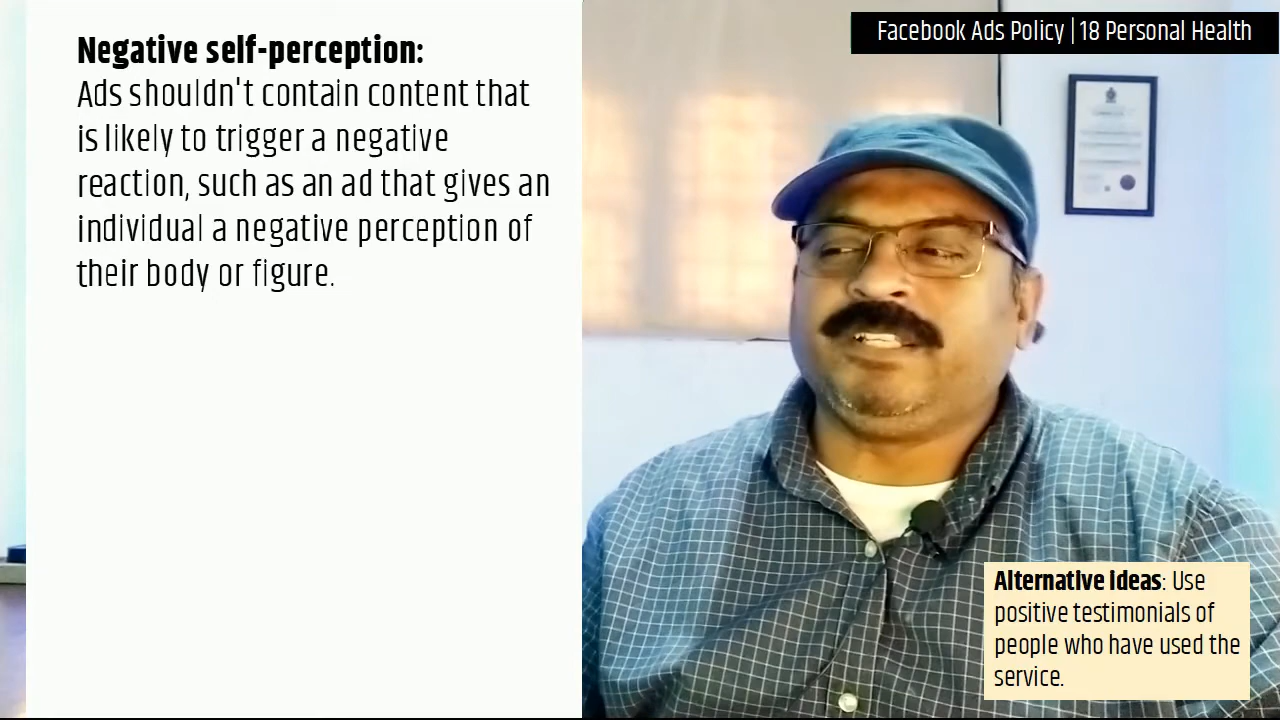 Facebook Ads Policy | 18 Personal Health
Negative self-perception:
Ads shouldn't contain content that
is likely to trigger a negative
reaction, such as an ad that gives an
individual a negative perception of
their body or figure.
Alternative ideas: Use
positive testimonials of
people who have used the
service.